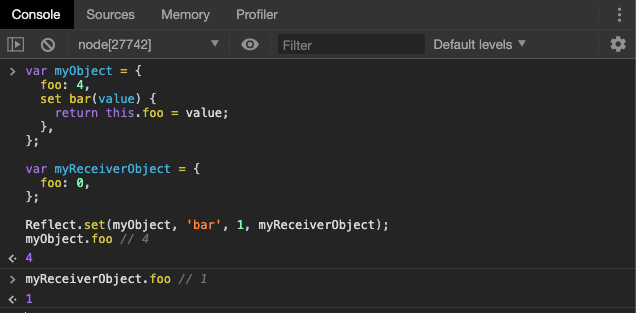 Console Sources Memory Profiler
node[27742] Filter Default levels
var myObject = {
  foo: 4,
  set bar(value) {
    return this.foo = value;
  },
};

var myReceiverObject = {
  foo: 0,
};

Reflect.set(myObject, 'bar', 1, myReceiverObject);
myObject.foo // 4
4
myReceiverObject.foo // 1
1